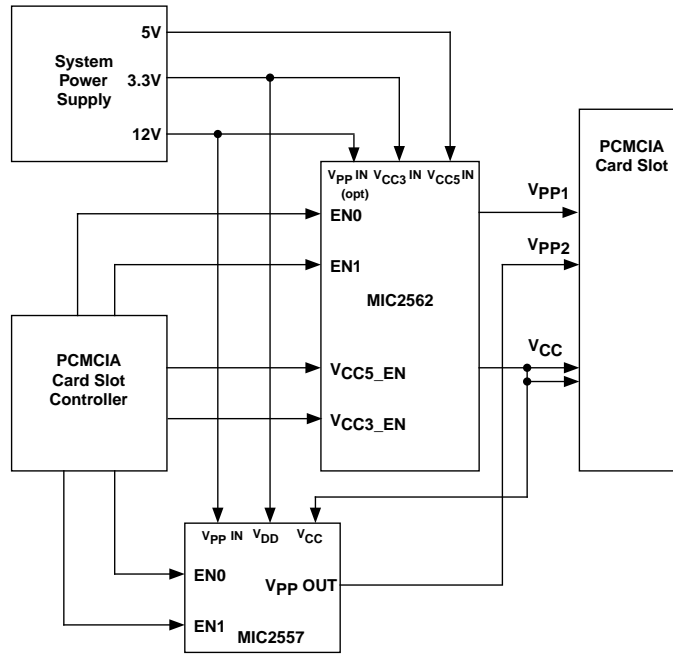 System
Power
Supply
5V
3.3V
12V
PCMCIA
Card Slot
VPP IN
(opt)
VCC3 IN
VCC5 IN
EN0
EN1
MIC2562
VCC5_EN
VCC3_EN
VPP1
VPP2
VCC
PCMCIA
Card Slot
Controller
VPP IN
VDD
VCC
EN0
VPP OUT
EN1
MIC2557